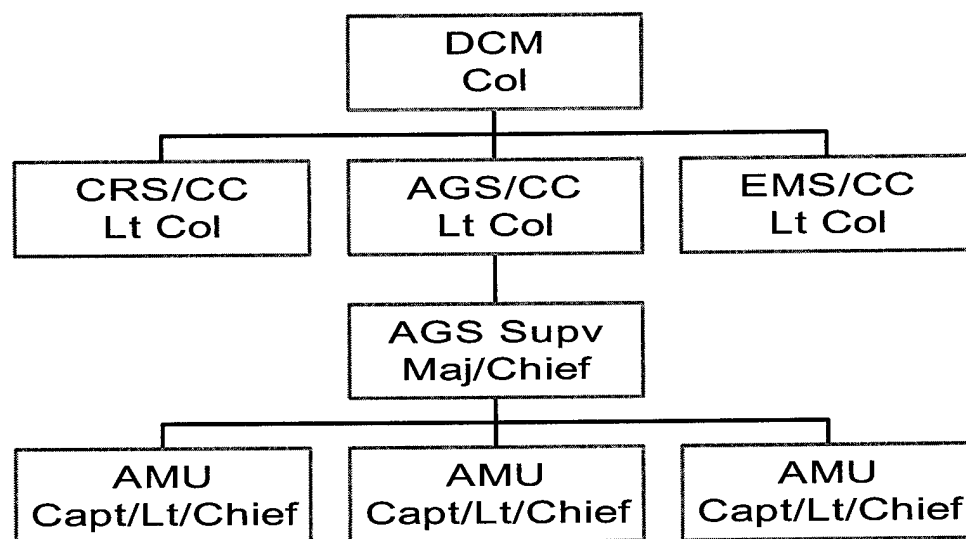 DCM
Col
CRS/CC
Lt Col
AGS/CC
Lt Col
EMS/CC
Lt Col
AGS Supv
Maj/Chief
AMU
Capt/Lt/Chief
AMU
Capt/Lt/Chief
AMU
Capt/Lt/Chief